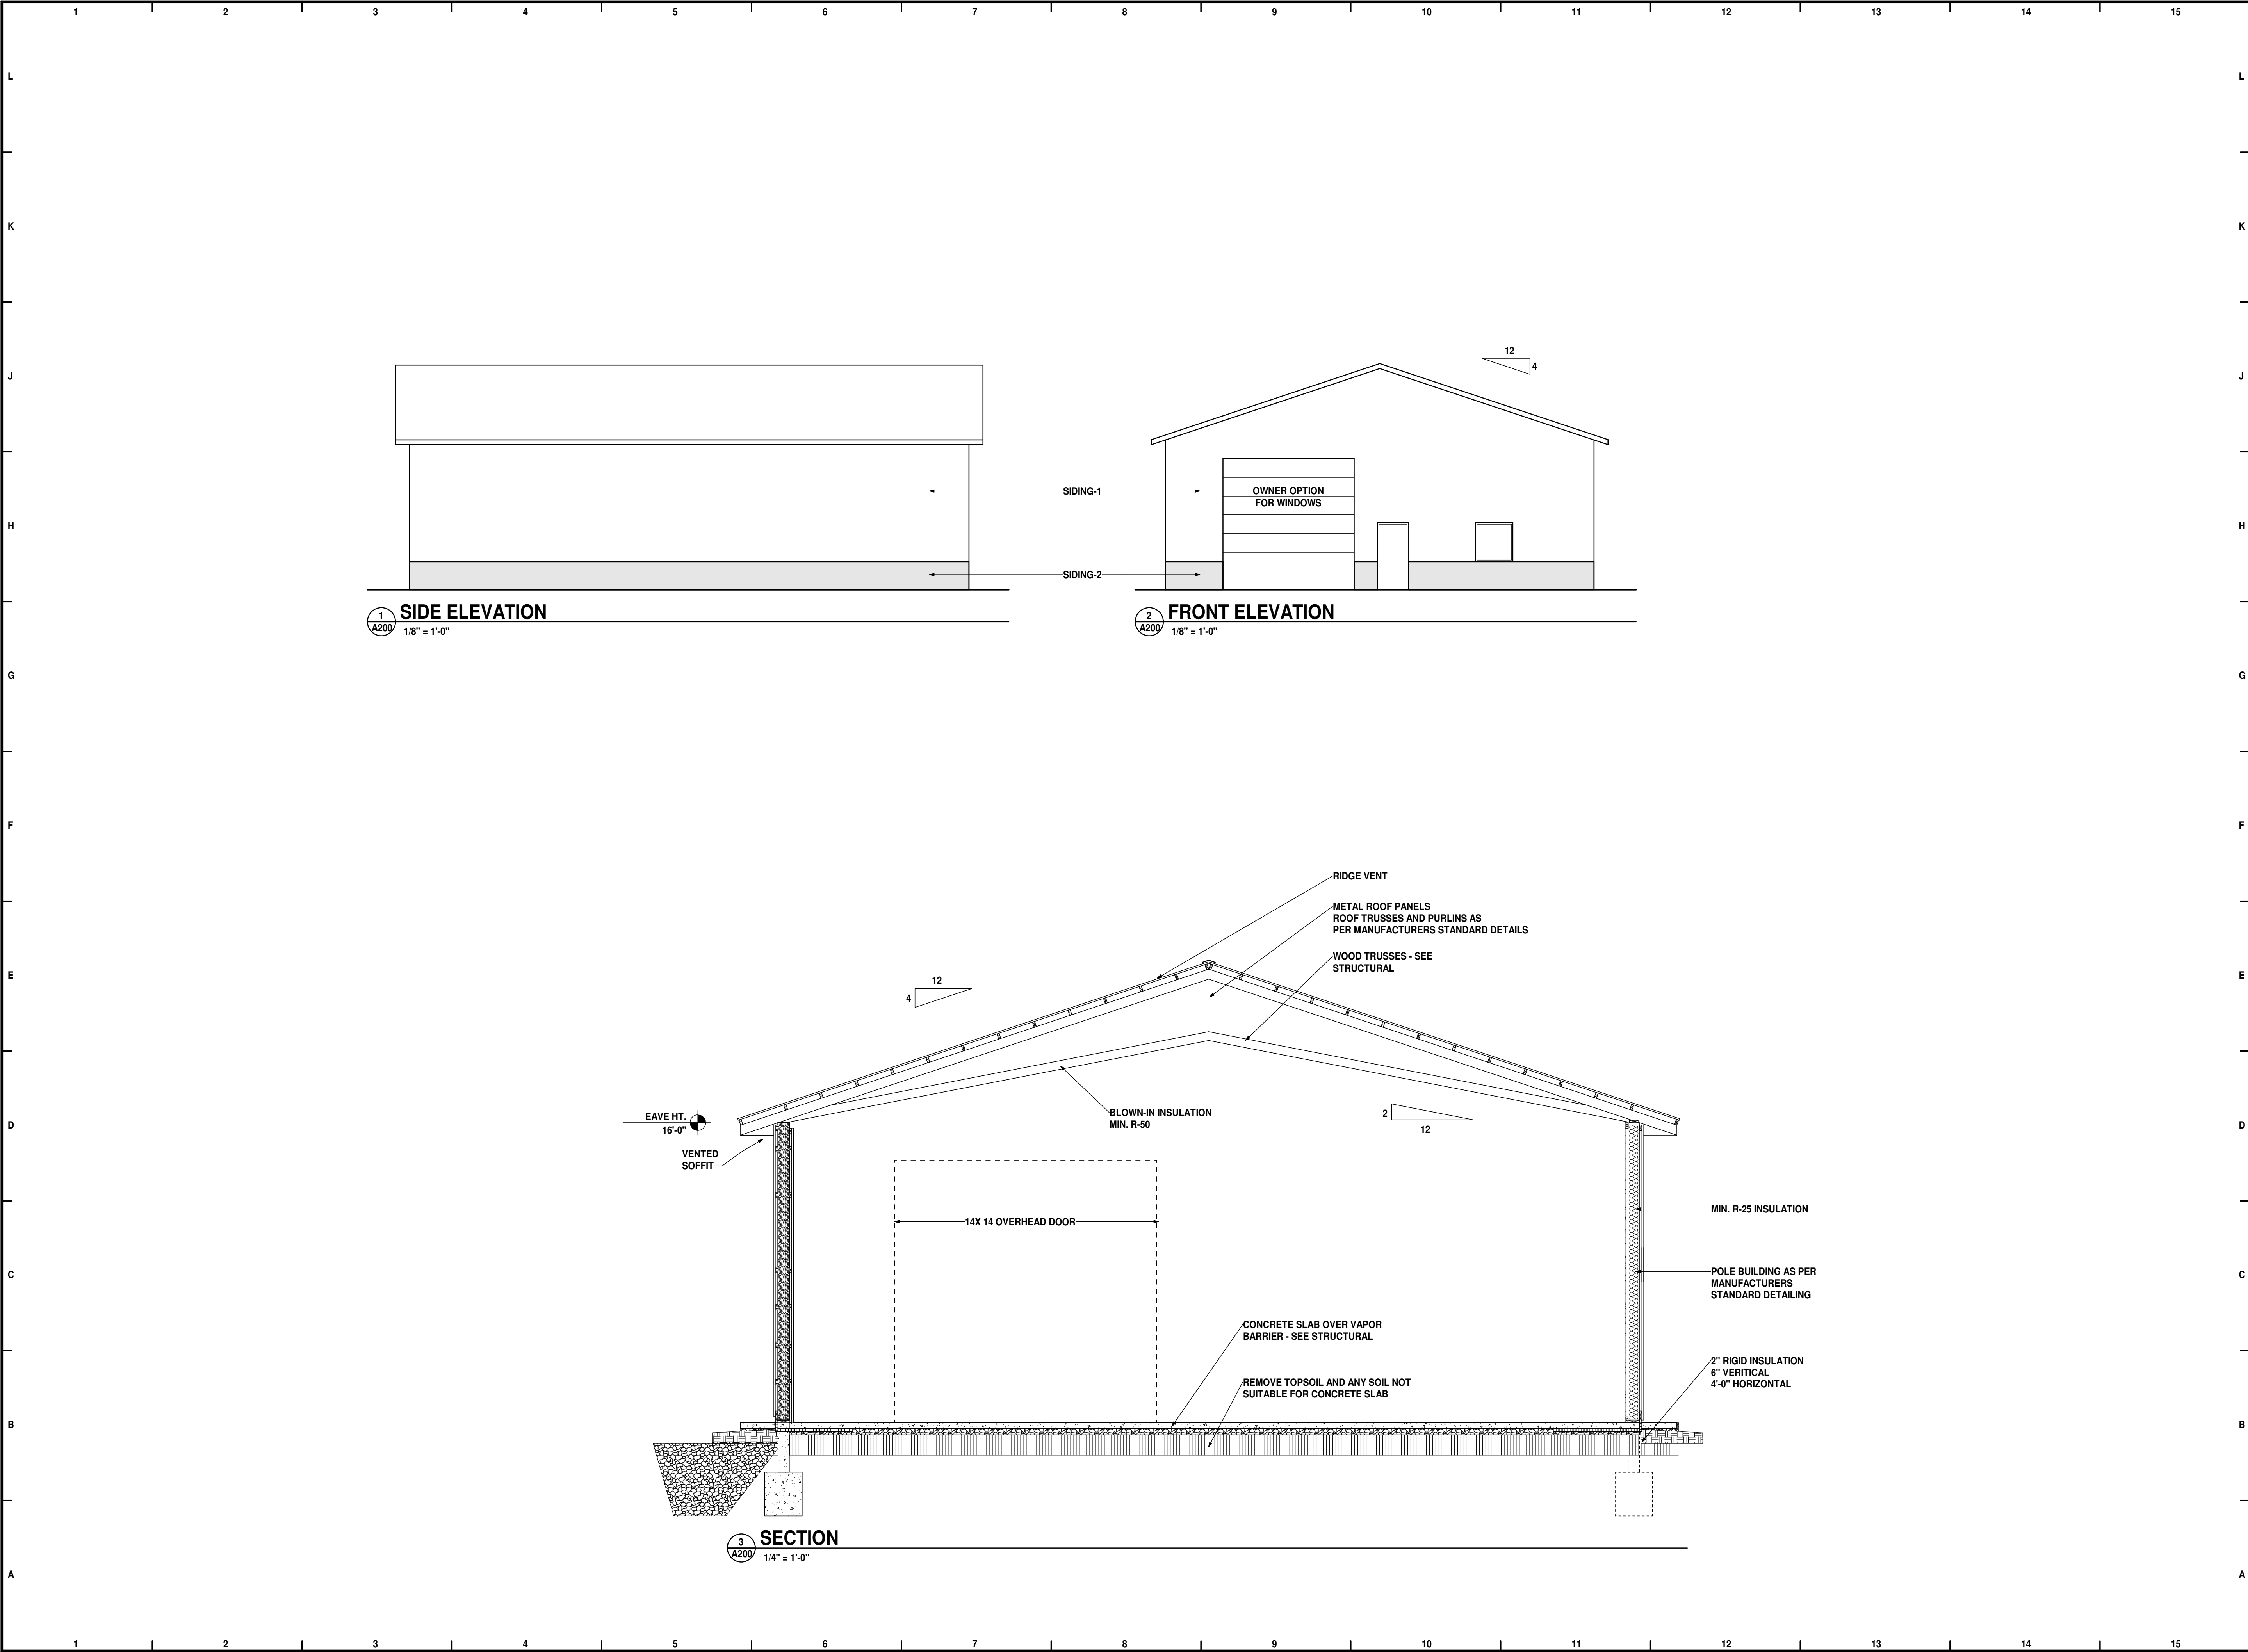 1 2 3 4 5 6 7 8 9 10 11 12 13 14 15
L L
K K
J J
H H
G G
F F
E E
D D
C C
B B
A A
12
4
SIDING-1
OWNER OPTION
FOR WINDOWS
SIDING-2
1
A200
SIDE ELEVATION
1/8" = 1'-0"
2
A200
FRONT ELEVATION
1/8" = 1'-0"
RIDGE VENT
METAL ROOF PANELS
ROOF TRUSSES AND PURLINS AS
PER MANUFACTURERS STANDARD DETAILS
WOOD TRUSSES - SEE
STRUCTURAL
12
4
EAVE HT.
16'-0"
VENTED
SOFFIT
BLOWN-IN INSULATION
MIN. R-50
2
12
14X 14 OVERHEAD DOOR
MIN. R-25 INSULATION
POLE BUILDING AS PER
MANUFACTURERS
STANDARD DETAILING
CONCRETE SLAB OVER VAPOR
BARRIER - SEE STRUCTURAL
2" RIGID INSULATION
6" VERITICAL
4'-0" HORIZONTAL
REMOVE TOPSOIL AND ANY SOIL NOT
SUITABLE FOR CONCRETE SLAB
3
A200
SECTION
1/4" = 1'-0"
1 2 3 4 5 6 7 8 9 10 11 12 13 14 15